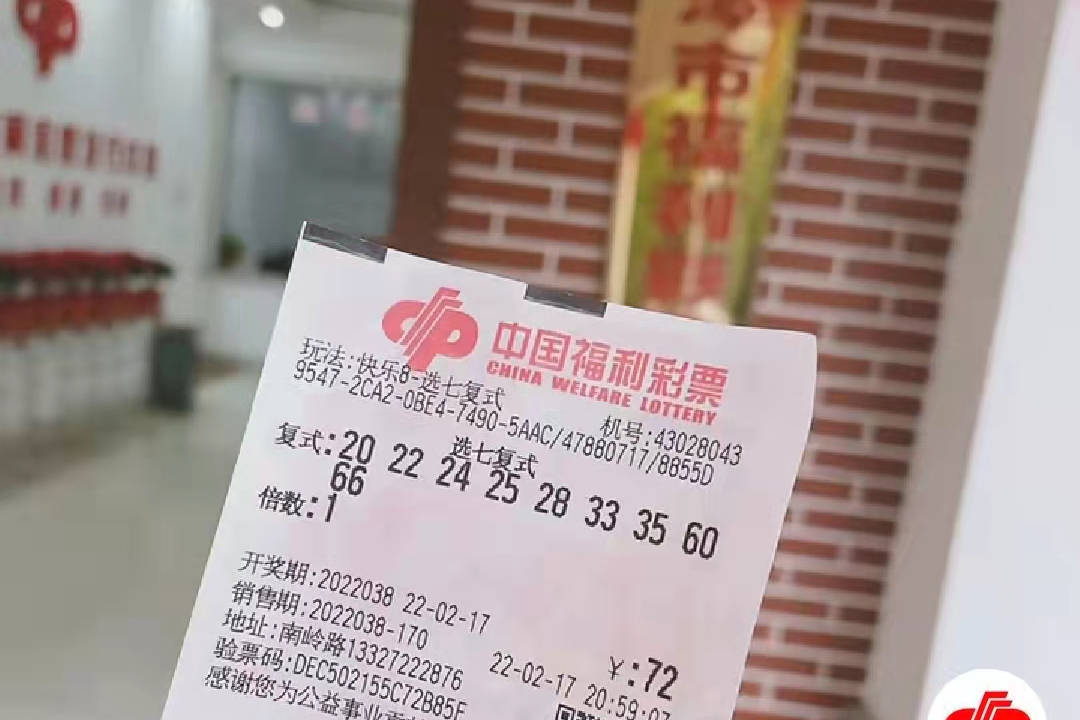 中国福利彩票
CHINA WELFARE LOTTERY
玩法:快乐8-选七复式
机号:43028043
9547-2CA2-0BE4-7490-5AAC/47880717/8855D
选七复式
复式:20 22 24 25 28 33 35 60
66
倍数:1
¥:72
开奖期:2022038 22-02-17
销售期:2022038-170
22-02-17 20:59:07
地址:南岭路13327222876
验票码:DEC502155C72B85F
感谢您为公益事业
市福利